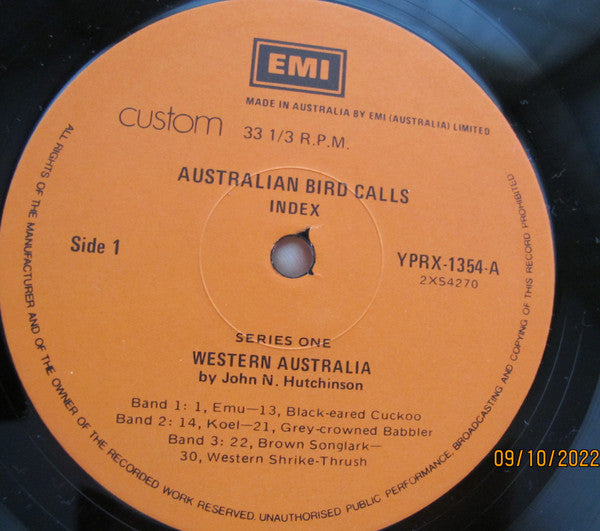 EMI
MADE IN AUSTRALIA BY EMI (AUSTRALIA) LIMITED
custom 33 1/3 R.P.M.
AUSTRALIAN BIRD CALLS
INDEX
Side 1
YPRX-1354-A
2XS4270
SERIES ONE
WESTERN AUSTRALIA
by John N. Hutchinson
Band 1: 1, Emu—13, Black-eared Cuckoo
Band 2: 14, Koel—21, Grey-crowned Babbler
Band 3: 22, Brown Songlark—
30, Western Shrike-Thrush
ALL RIGHTS OF THE MANUFACTURER AND OF THE OWNER OF THE RECORDED WORK RESERVED. UNAUTHORISED PUBLIC PERFORMANCE, BROADCASTING AND COPYING OF THIS RECORD PROHIBITED
09/10/2022